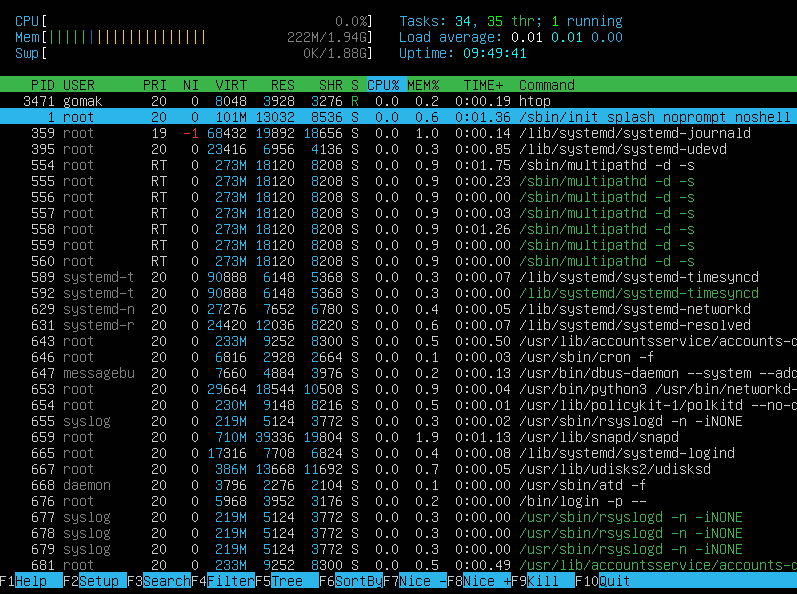 CPU[ 0.0%] Tasks: 34, 35 thr; 1 running
Mem[|||||||||||||||||||| 222M/1.94G] Load average: 0.01 0.01 0.00
Swp[ 0K/1.88G] Uptime: 09:49:41
PID USER PRI NI VIRT RES SHR S CPU% MEM% TIME+ Command
3471 gomak 20 0 8048 3928 3276 R 0.0 0.2 0:00.19 htop
1 root 20 0 101M 13032 8536 S 0.0 0.6 0:01.36 /sbin/init splash noprompt noshell
359 root 19 -1 68432 19892 18656 S 0.0 1.0 0:00.14 /lib/systemd/systemd-journald
395 root 20 0 23416 6956 4136 S 0.0 0.3 0:00.85 /lib/systemd/systemd-udevd
554 root RT 0 273M 18120 8208 S 0.0 0.9 0:01.75 /sbin/multipathd -d -s
555 root RT 0 273M 18120 8208 S 0.0 0.9 0:00.23 /sbin/multipathd -d -s
556 root RT 0 273M 18120 8208 S 0.0 0.9 0:00.00 /sbin/multipathd -d -s
557 root RT 0 273M 18120 8208 S 0.0 0.9 0:00.03 /sbin/multipathd -d -s
558 root RT 0 273M 18120 8208 S 0.0 0.9 0:01.26 /sbin/multipathd -d -s
559 root RT 0 273M 18120 8208 S 0.0 0.9 0:00.00 /sbin/multipathd -d -s
560 root RT 0 273M 18120 8208 S 0.0 0.9 0:00.00 /sbin/multipathd -d -s
589 systemd-t 20 0 90888 6148 5368 S 0.0 0.3 0:00.07 /lib/systemd/systemd-timesyncd
592 systemd-t 20 0 90888 6148 5368 S 0.0 0.3 0:00.00 /lib/systemd/systemd-timesyncd
629 systemd-n 20 0 27276 7652 6780 S 0.0 0.4 0:00.05 /lib/systemd/systemd-networkd
631 systemd-r 20 0 24420 12036 8220 S 0.0 0.6 0:00.07 /lib/systemd/systemd-resolved
643 root 20 0 233M 9252 8300 S 0.0 0.5 0:00.50 /usr/lib/accountsservice/accounts-d
646 root 20 0 6816 2928 2664 S 0.0 0.1 0:00.03 /usr/sbin/cron -f
647 messagebu 20 0 7660 4884 3976 S 0.0 0.2 0:00.13 /usr/bin/dbus-daemon --system --add
653 root 20 0 29664 18544 10508 S 0.0 0.9 0:00.04 /usr/bin/python3 /usr/bin/networkd-
654 root 20 0 230M 9148 8216 S 0.0 0.5 0:00.01 /usr/lib/policykit-1/polkitd --no-d
655 syslog 20 0 219M 5124 3772 S 0.0 0.3 0:00.02 /usr/sbin/rsyslogd -n -iNONE
659 root 20 0 710M 39336 19804 S 0.0 1.9 0:01.13 /usr/lib/snapd/snapd
665 root 20 0 17316 7708 6824 S 0.0 0.4 0:00.08 /lib/systemd/systemd-logind
667 root 20 0 386M 13668 11692 S 0.0 0.7 0:00.05 /usr/lib/udisks2/udisksd
668 daemon 20 0 3796 2276 2104 S 0.0 0.1 0:00.00 /usr/sbin/atd -f
676 root 20 0 5968 3952 3176 S 0.0 0.2 0:00.00 /bin/login -p --
677 syslog 20 0 219M 5124 3772 S 0.0 0.3 0:00.00 /usr/sbin/rsyslogd -n -iNONE
678 syslog 20 0 219M 5124 3772 S 0.0 0.3 0:00.00 /usr/sbin/rsyslogd -n -iNONE
679 syslog 20 0 219M 5124 3772 S 0.0 0.3 0:00.00 /usr/sbin/rsyslogd -n -iNONE
681 root 20 0 233M 9252 8300 S 0.0 0.5 0:00.49 /usr/lib/accountsservice/accounts-d
F1Help F2Setup F3SearchF4FilterF5Tree F6SortByF7Nice -F8Nice +F9Kill F10Quit